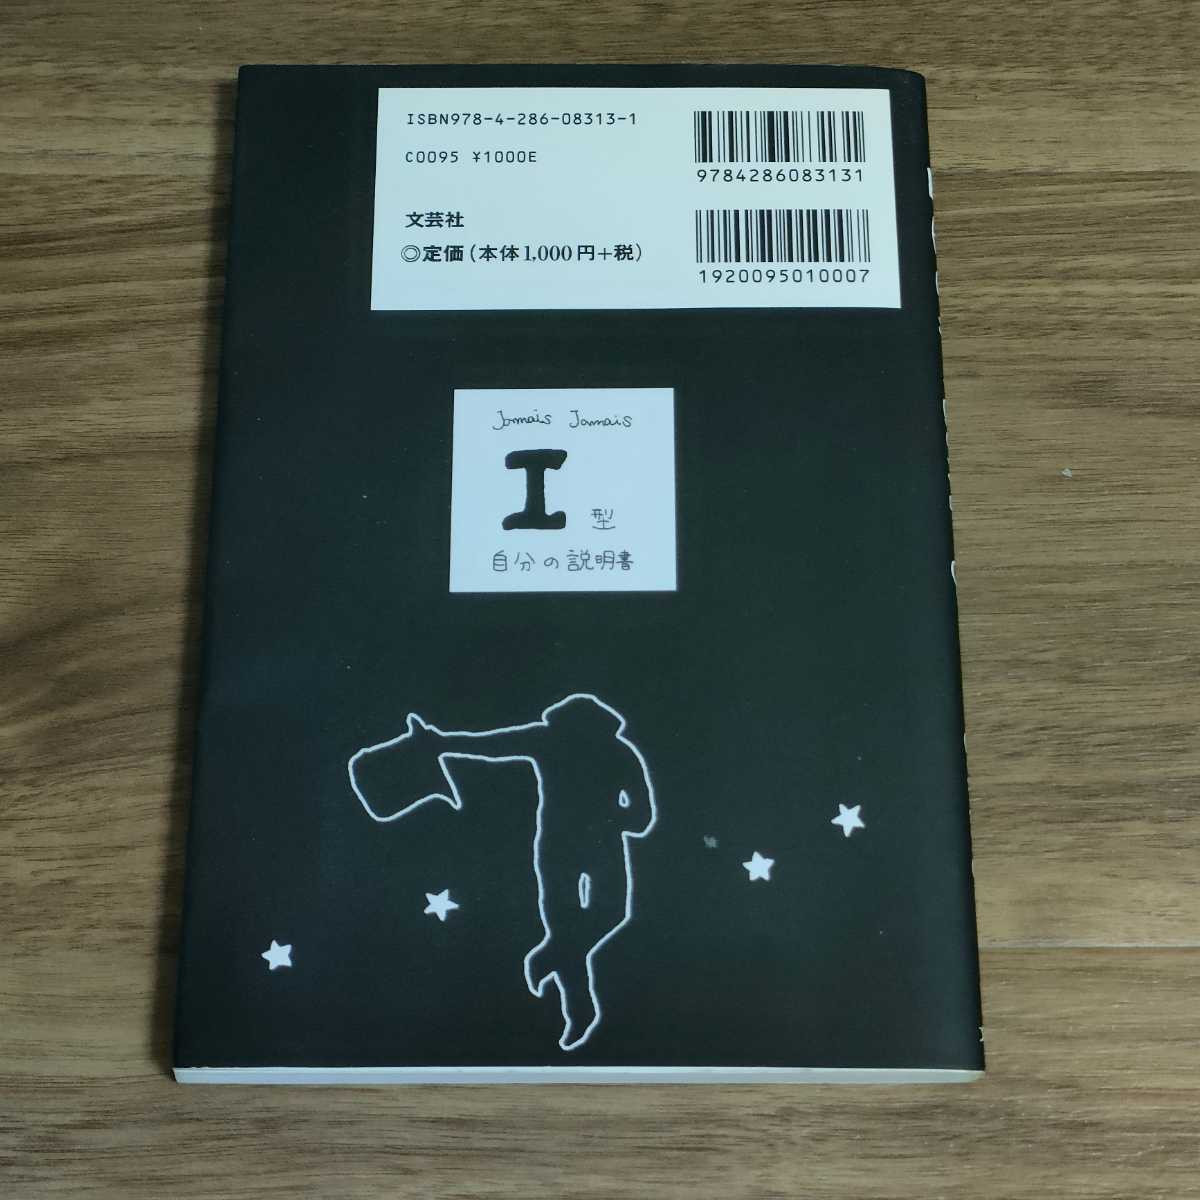 ISBN978-4-286-08313-1
C0095 ¥1000E
9784286083131
文芸社
◎定価(本体1,000円+税)
1920095010007
Jamais Jamais
I型
自分の説明書